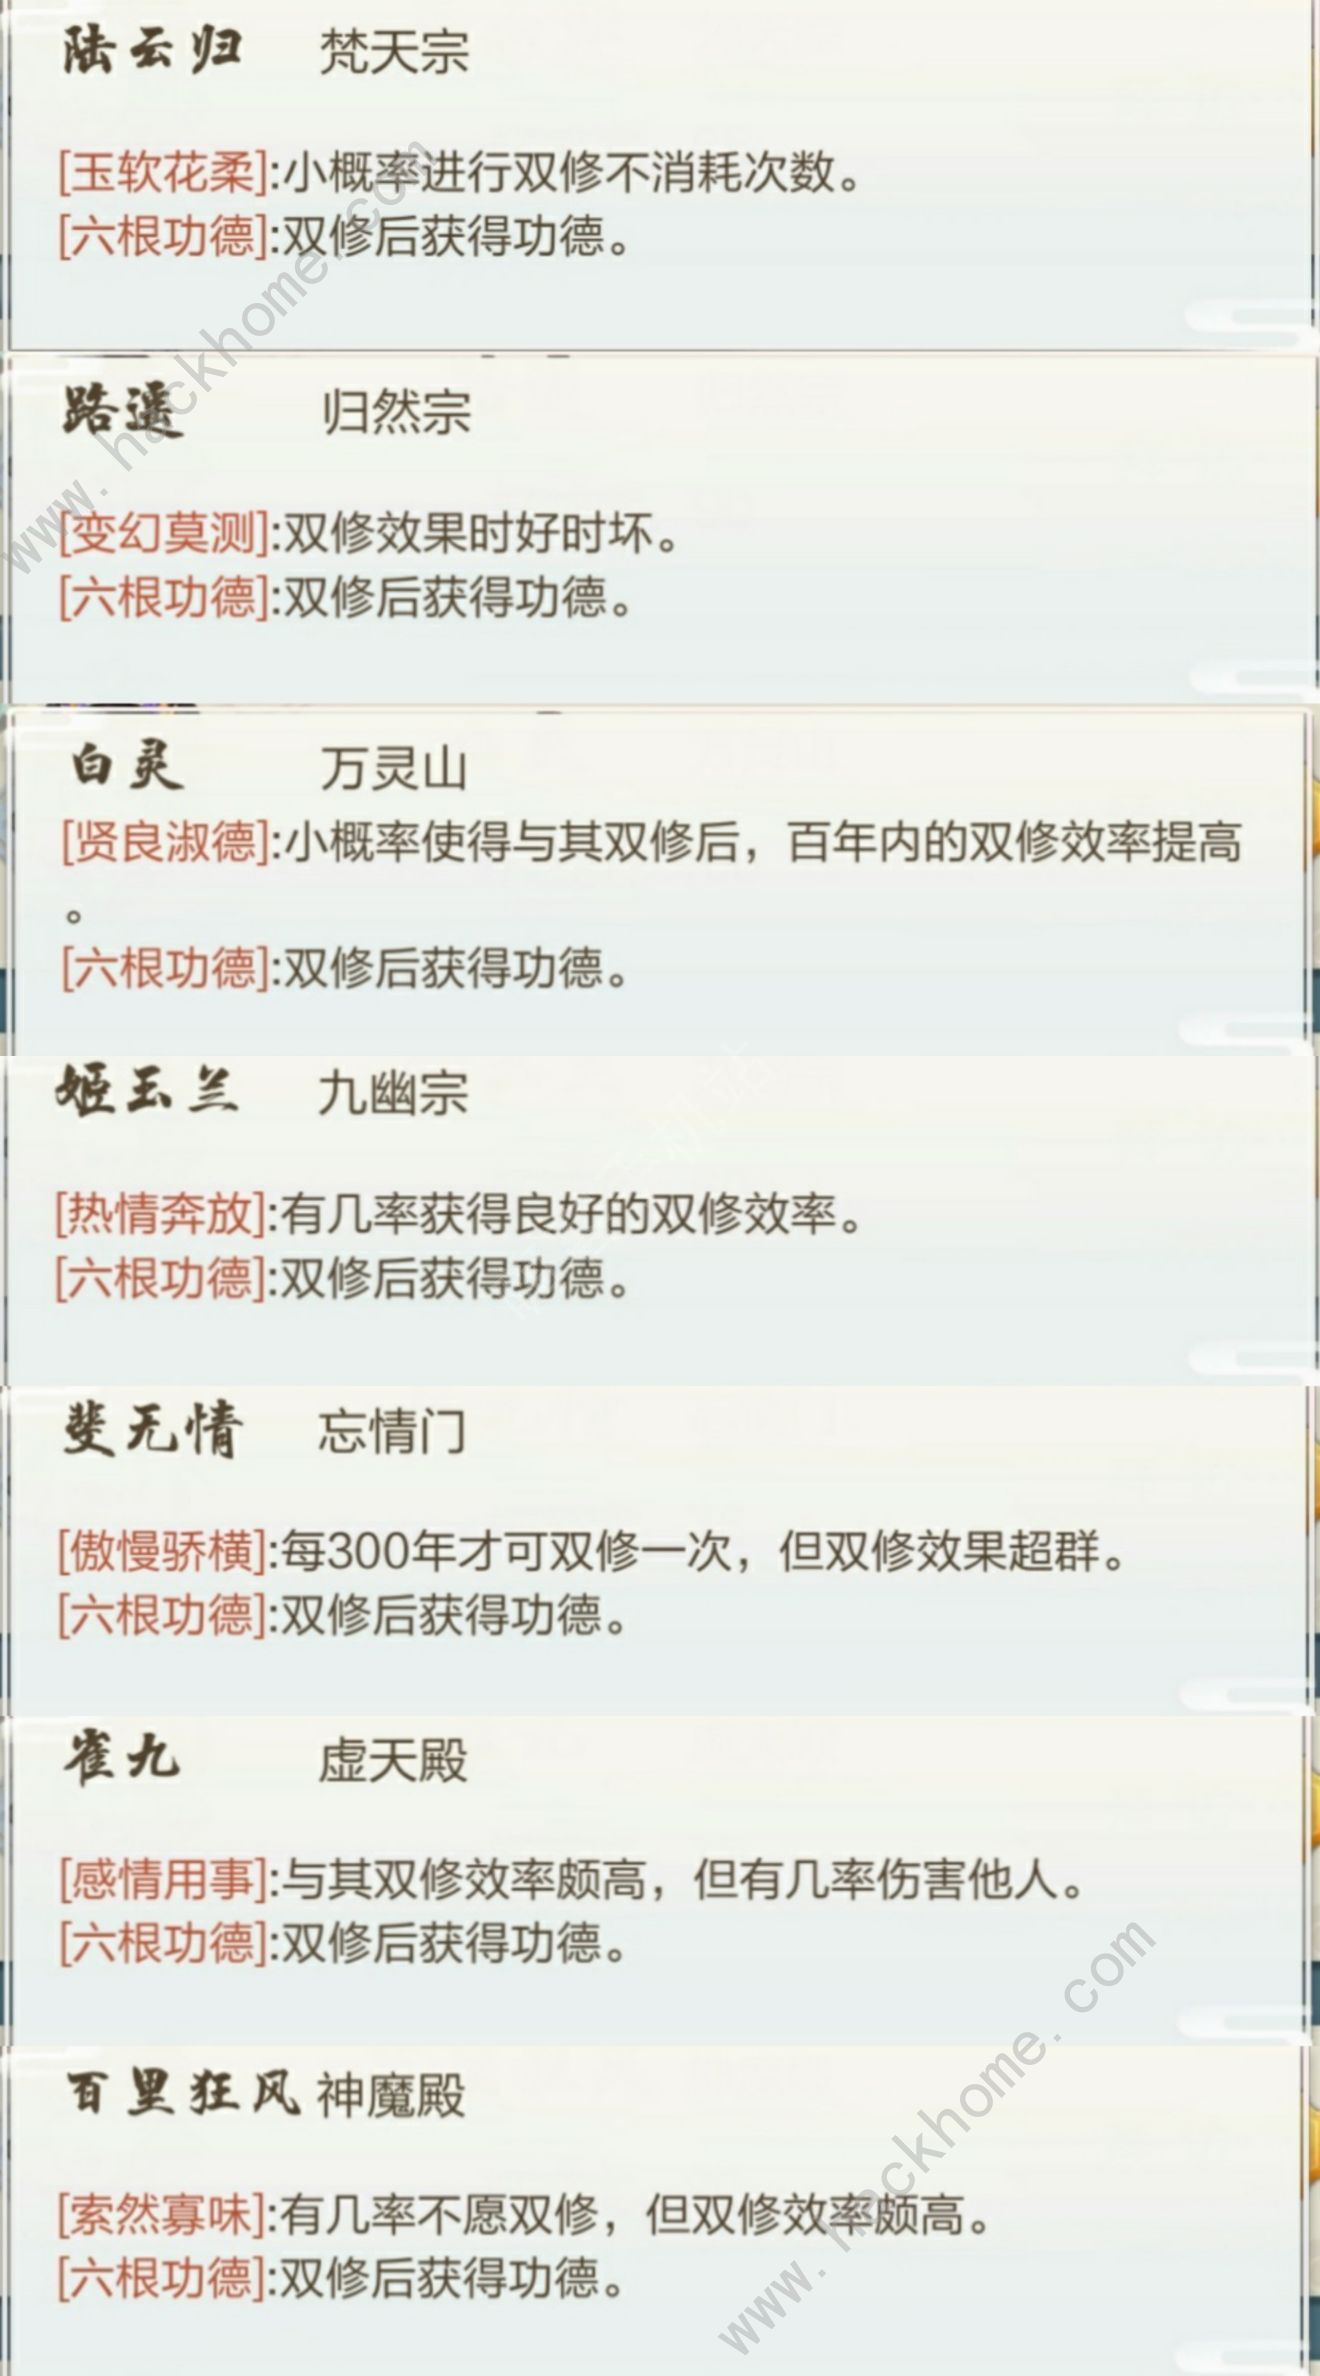 陆云归 梵天宗
[玉软花柔]:小概率进行双修不消耗次数。
[六根功德]:双修后获得功德。
路遥 归然宗
[变幻莫测]:双修效果时好时坏。
[六根功德]:双修后获得功德。
白灵 万灵山
[贤良淑德]:小概率使得与其双修后，百年内的双修效率提高
。
[六根功德]:双修后获得功德。
姬玉兰 九幽宗
[热情奔放]:有几率获得良好的双修效率。
[六根功德]:双修后获得功德。
斐无情 忘情门
[傲慢骄横]:每300年才可双修一次，但双修效果超群。
[六根功德]:双修后获得功德。
雀九 虚天殿
[感情用事]:与其双修效率颇高，但有几率伤害他人。
[六根功德]:双修后获得功德。
百里狂风 神魔殿
[索然寡味]:有几率不愿双修，但双修效率颇高。
[六根功德]:双修后获得功德。
www.hackhome.com
www.hackhome.com